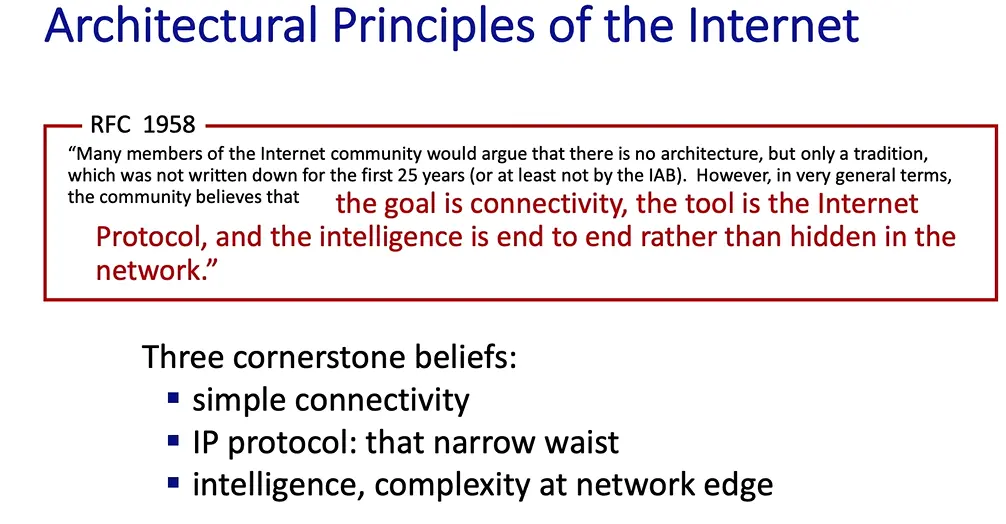 Architectural Principles of the Internet
RFC 1958
“Many members of the Internet community would argue that there is no architecture, but only a tradition,
which was not written down for the first 25 years (or at least not by the IAB). However, in very general terms,
the community believes that the goal is connectivity, the tool is the Internet
Protocol, and the intelligence is end to end rather than hidden in the
network.”
Three cornerstone beliefs:
▪ simple connectivity
▪ IP protocol: that narrow waist
▪ intelligence, complexity at network edge